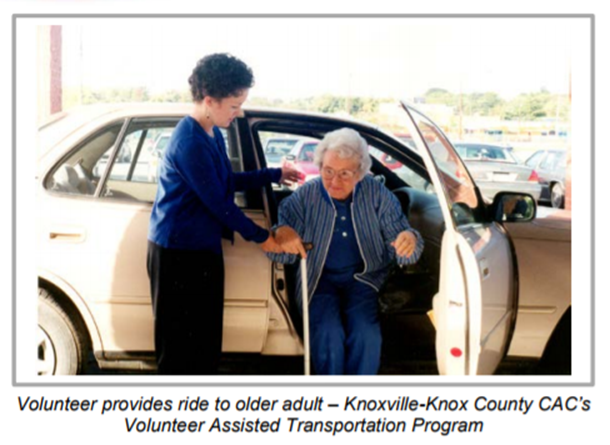 Volunteer provides ride to older adult – Knoxville-Knox County CAC's
Volunteer Assisted Transportation Program